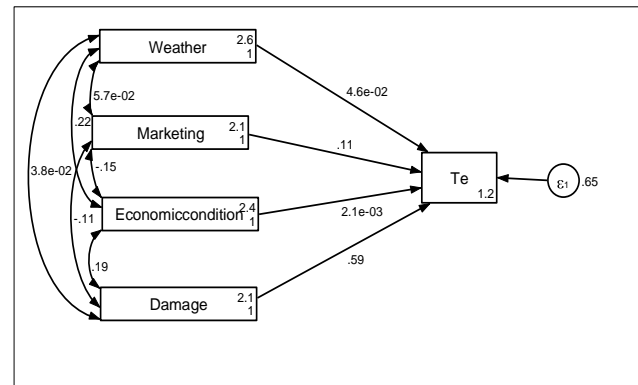 2.6
Weather
1
5.7e-02
4.6e-02
.22
2.1
Marketing
1
.11
3.8e-02
-.15
Te
1.2
ε1
.65
-.11
2.4
Economiccondition
1
2.1e-03
.19
.59
2.1
Damage
1